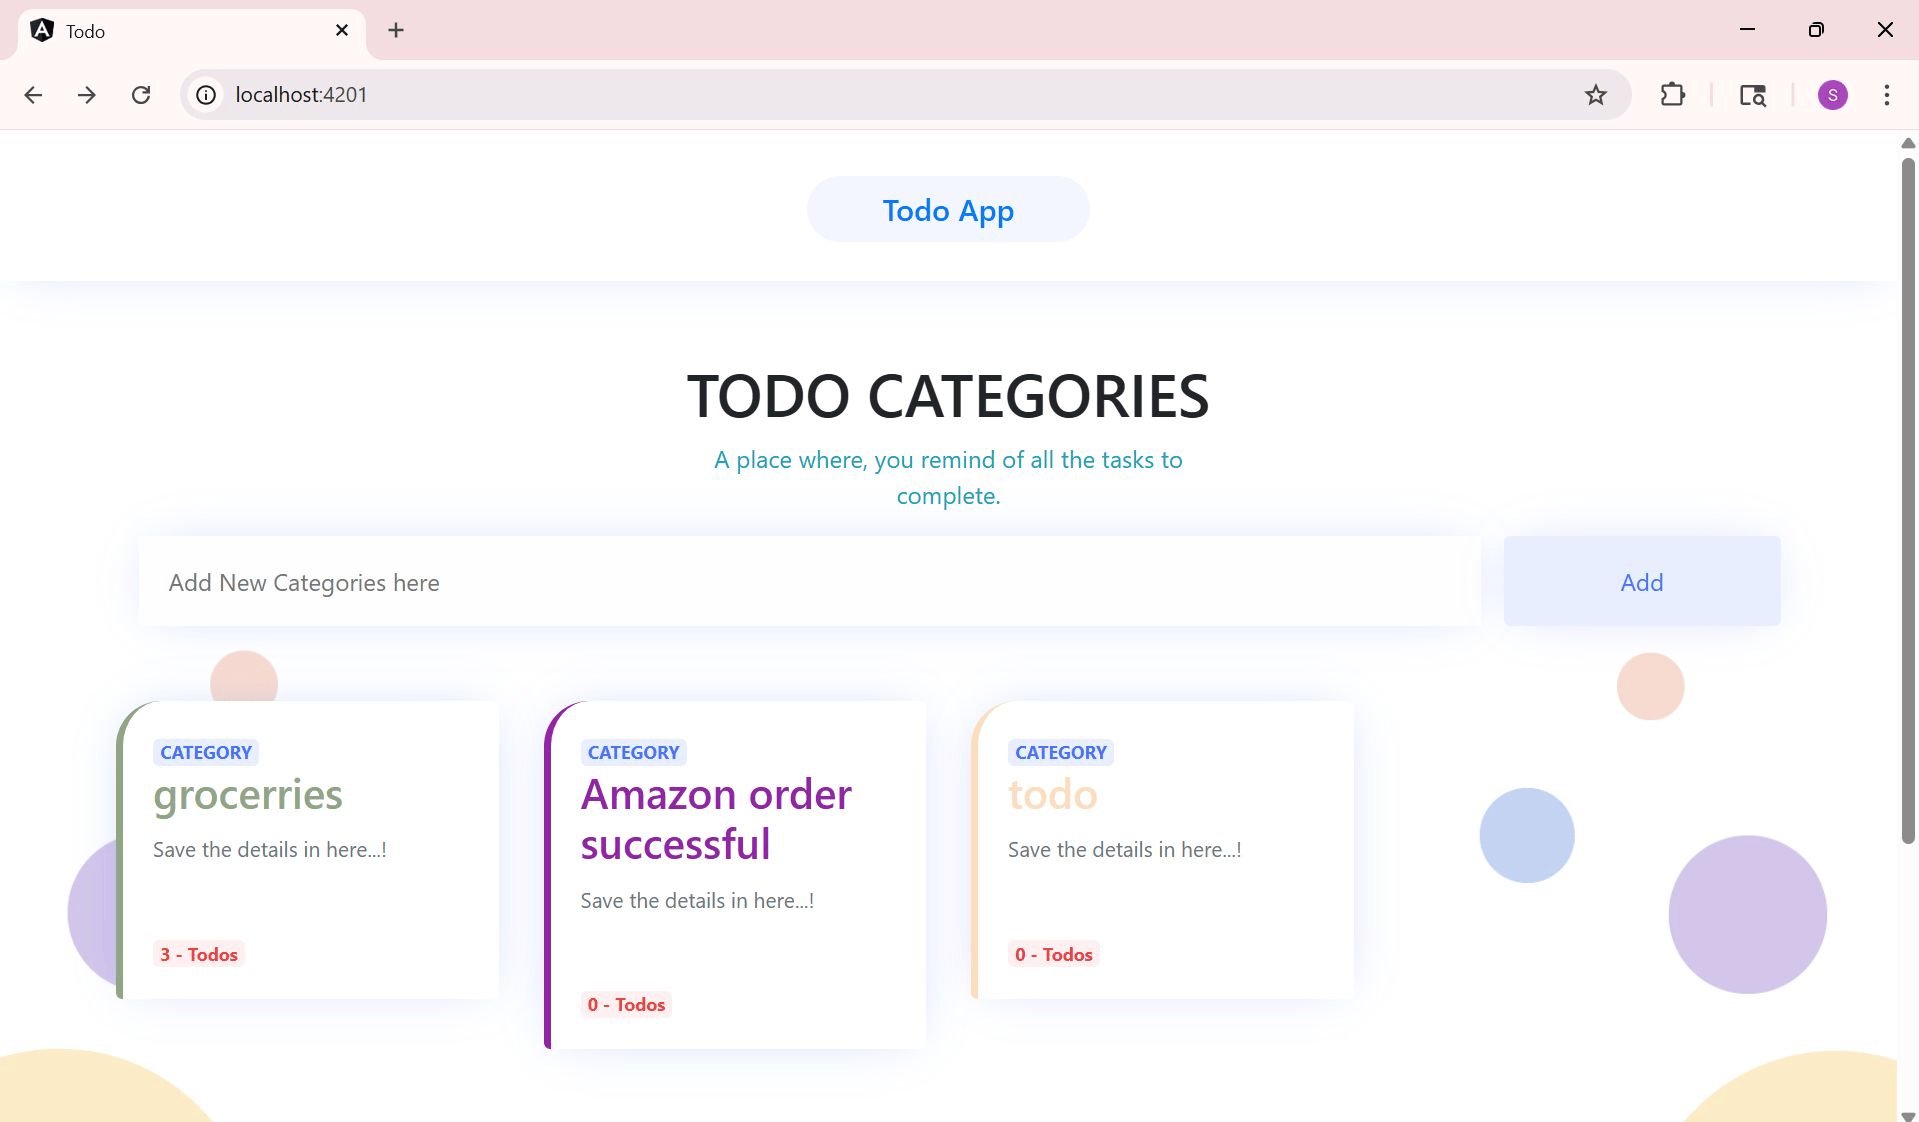 Todo
localhost:4201
S
Todo App
TODO CATEGORIES
A place where, you remind of all the tasks to
complete.
Add New Categories here
Add
CATEGORY
grocerries
Save the details in here...!
3 - Todos
CATEGORY
Amazon order
successful
Save the details in here...!
0 - Todos
CATEGORY
todo
Save the details in here...!
0 - Todos